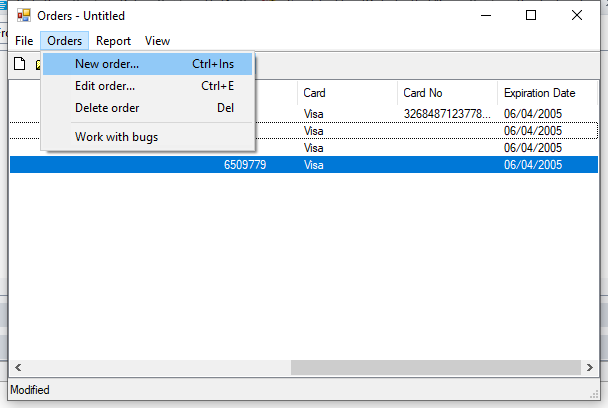 Orders - Untitled
File Orders Report View
New order... Ctrl+Ins
Edit order... Ctrl+E
Delete order Del
Work with bugs
Card Card No Expiration Date
Visa 3268487123778... 06/04/2005
Visa 06/04/2005
Visa 06/04/2005
6509779 Visa 06/04/2005
Modified